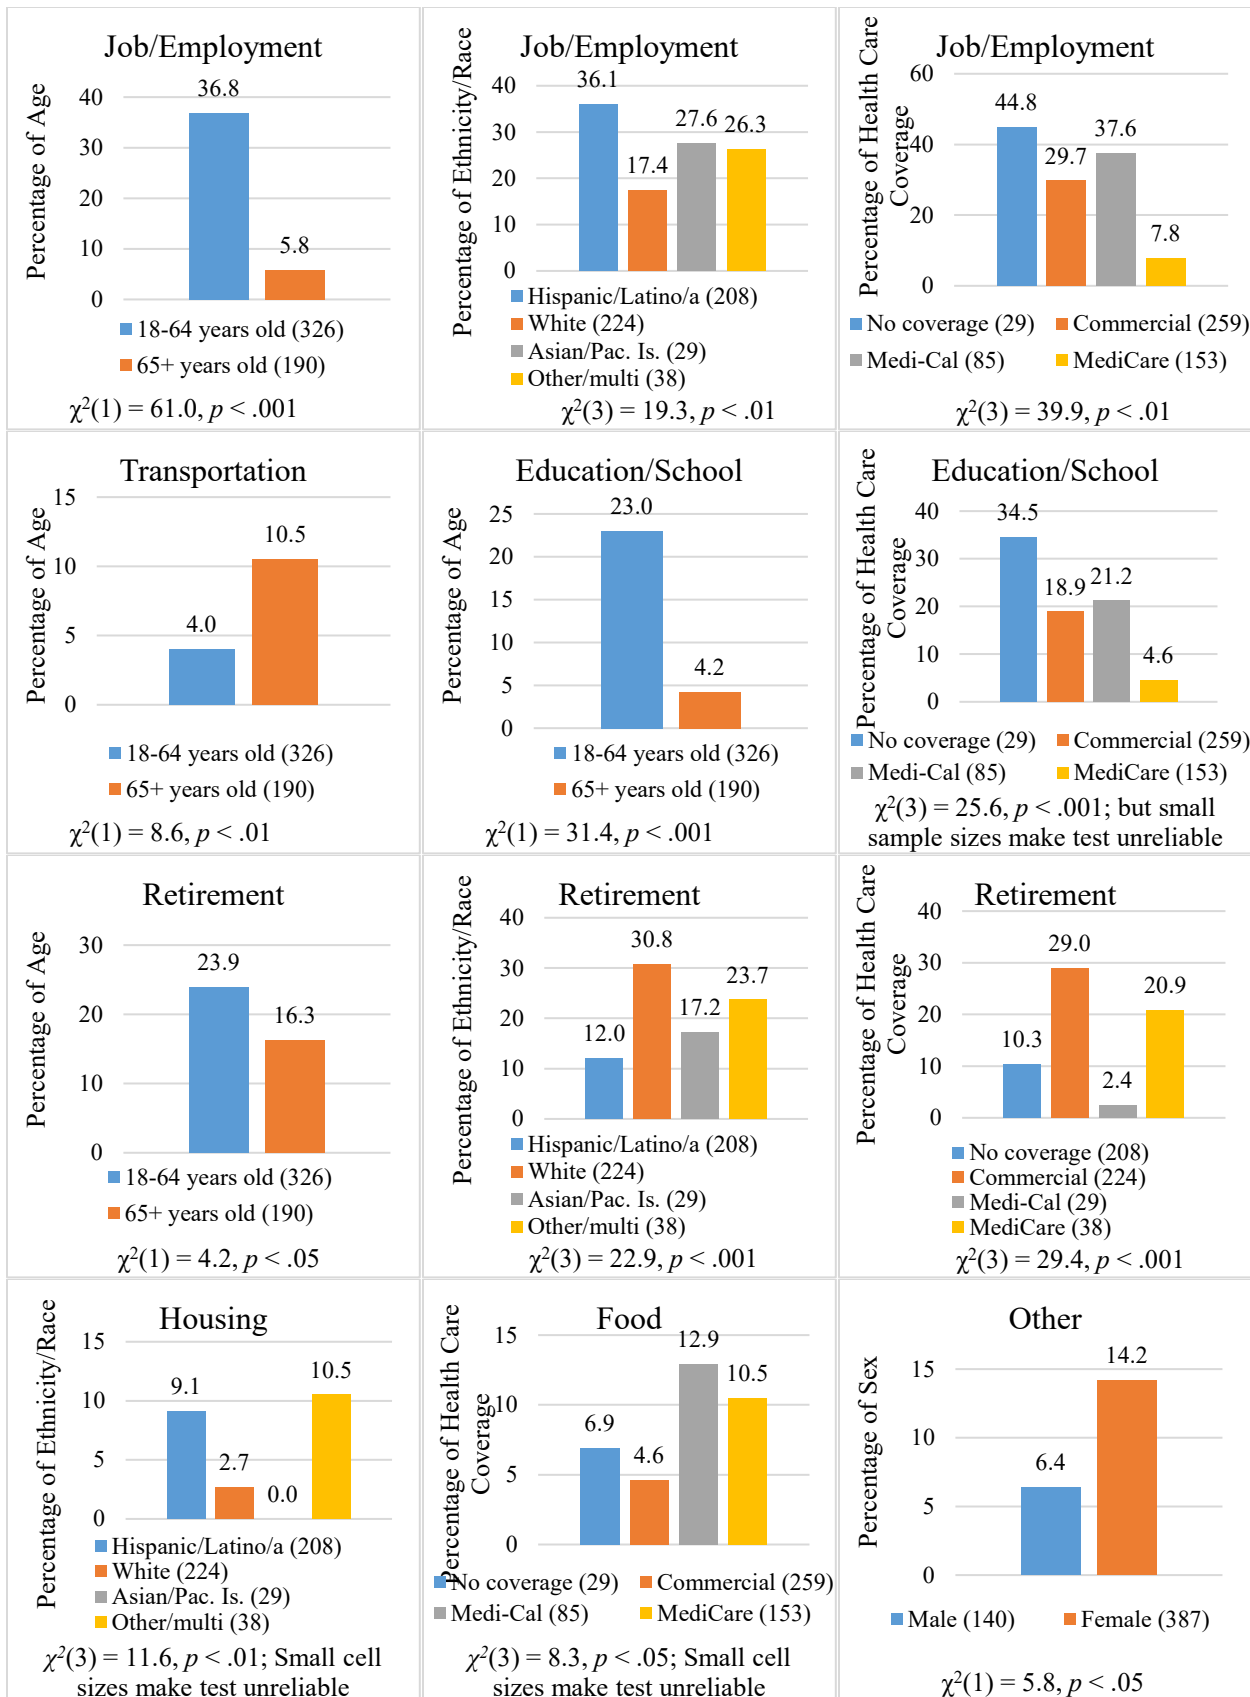 Job/Employment
Percentage of Age
40
30
20
10
0
36.8
5.8
18-64 years old (326)
65+ years old (190)
χ²(1) = 61.0, p < .001
Job/Employment
Percentage of Ethnicity/Race
40
30
20
10
0
36.1
17.4
27.6
26.3
Hispanic/Latino/a (208)
White (224)
Asian/Pac. Is. (29)
Other/multi (38)
χ²(3) = 19.3, p < .01
Job/Employment
Percentage of Health Care
Coverage
60
40
20
0
44.8
29.7
37.6
7.8
No coverage (29) Commercial (259)
Medi-Cal (85) MediCare (153)
χ²(3) = 39.9, p < .01
Transportation
Percentage of Age
15
10
5
0
4.0
10.5
18-64 years old (326)
65+ years old (190)
χ²(1) = 8.6, p < .01
Education/School
Percentage of Age
25
20
15
10
5
0
23.0
4.2
18-64 years old (326)
65+ years old (190)
χ²(1) = 31.4, p < .001
Education/School
Percentage of Health Care
Coverage
40
30
20
10
0
34.5
18.9
21.2
4.6
No coverage (29) Commercial (259)
Medi-Cal (85) MediCare (153)
χ²(3) = 25.6, p < .001; but small
sample sizes make test unreliable
Retirement
Percentage of Age
30
20
10
0
23.9
16.3
18-64 years old (326)
65+ years old (190)
χ²(1) = 4.2, p < .05
Retirement
Percentage of Ethnicity/Race
40
30
20
10
0
12.0
30.8
17.2
23.7
Hispanic/Latino/a (208)
White (224)
Asian/Pac. Is. (29)
Other/multi (38)
χ²(3) = 22.9, p < .001
Retirement
Percentage of Health Care
Coverage
40
30
20
10
0
10.3
29.0
2.4
20.9
No coverage (208)
Commercial (224)
Medi-Cal (29)
MediCare (38)
χ²(3) = 29.4, p < .001
Housing
Percentage of Ethnicity/Race
15
10
5
0
9.1
2.7
0.0
10.5
Hispanic/Latino/a (208)
White (224)
Asian/Pac. Is. (29)
Other/multi (38)
χ²(3) = 11.6, p < .01; Small cell
sizes make test unreliable
Food
Percentage of Health Care
Coverage
15
10
5
0
6.9
4.6
12.9
10.5
No coverage (29) Commercial (259)
Medi-Cal (85) MediCare (153)
χ²(3) = 8.3, p < .05; Small cell
sizes make test unreliable
Other
Percentage of Sex
15
10
5
0
6.4
14.2
Male (140) Female (387)
χ²(1) = 5.8, p < .05